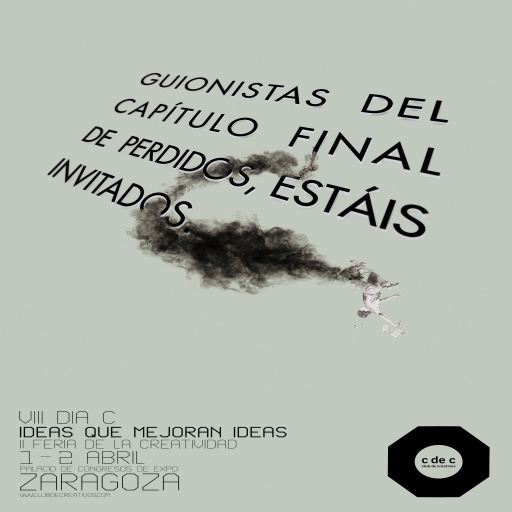 GUIONISTAS DEL
CAPÍTULO FINAL
DE PERDIDOS, ESTÁIS
INVITADOS.
VIII DIA C
IDEAS QUE MEJORAN IDEAS
II FERIA DE LA CREATIVIDAD
1 - 2 ABRIL
PALACIO DE CONGRESOS DE EXPO
ZARAGOZA
WWW.CLUBDECREATIVOS.COM
c de c
club de creativos